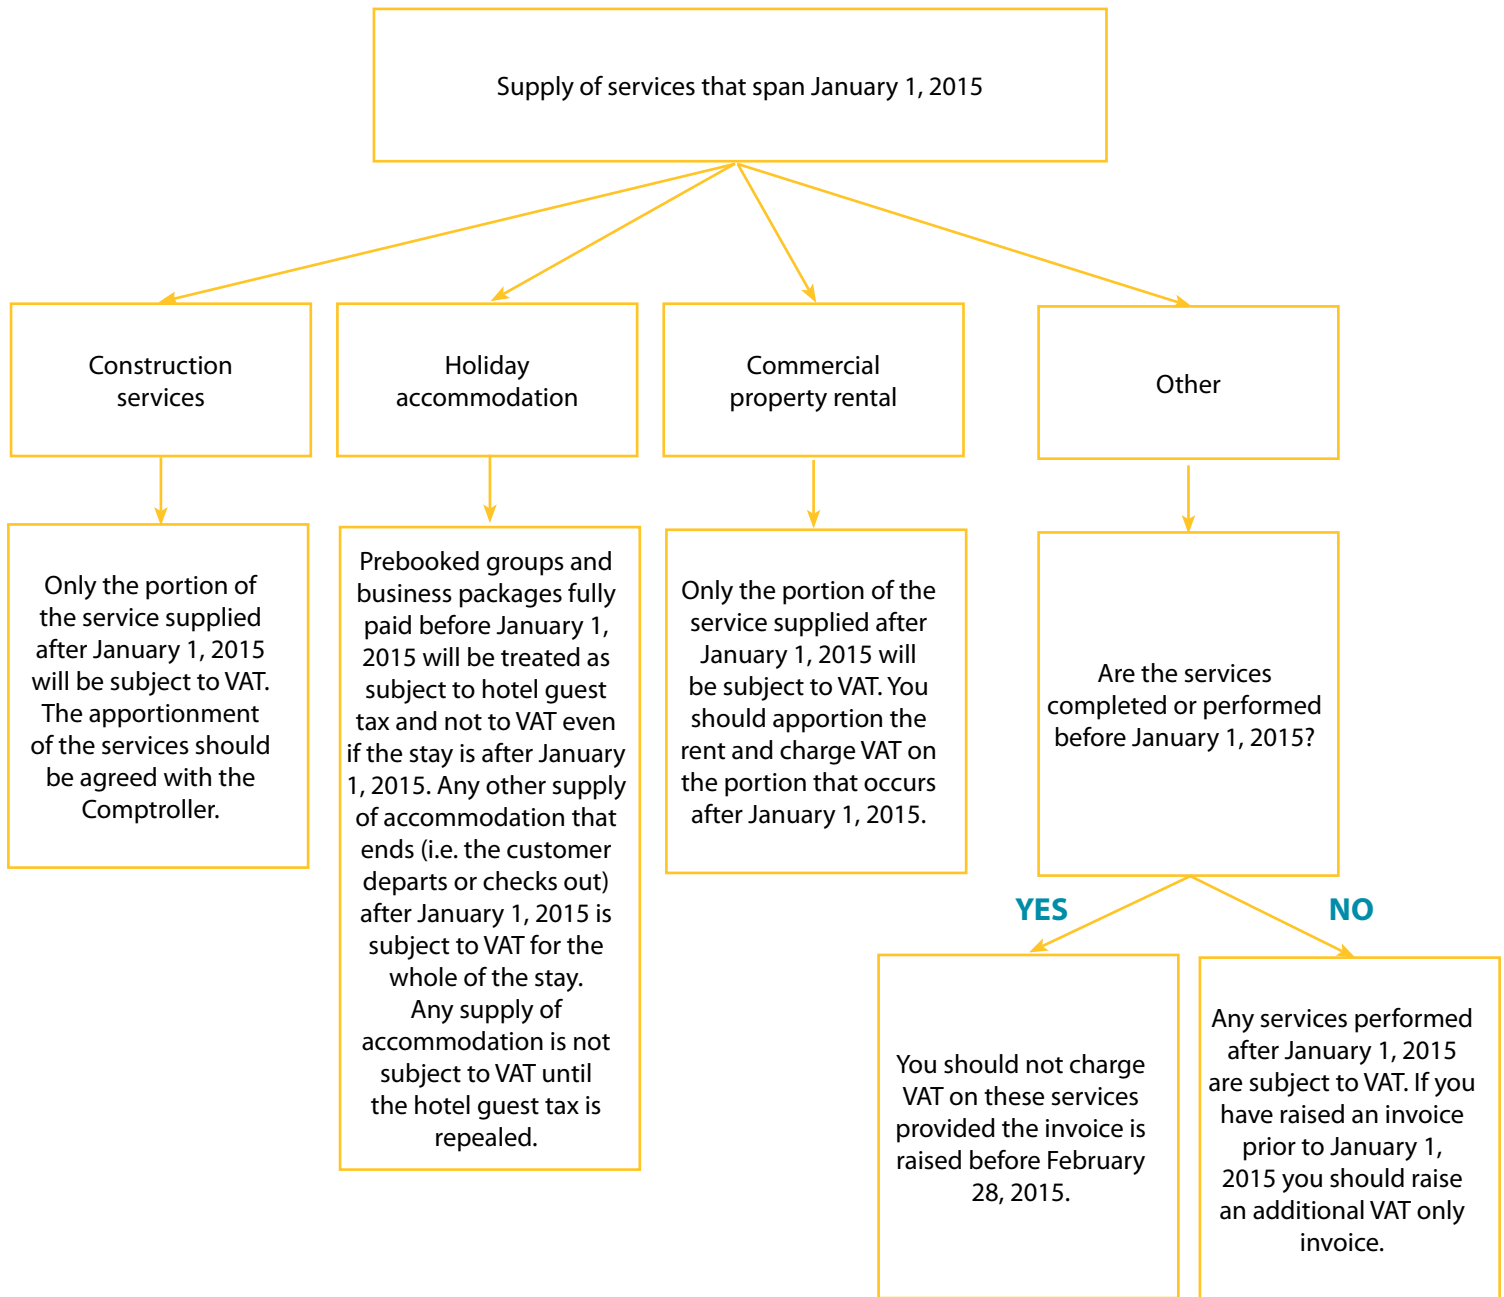 Supply of services that span January 1, 2015
Construction
services
Holiday
accommodation
Commercial
property rental
Other
Only the portion of
the service supplied
after January 1, 2015
will be subject to VAT.
The apportionment
of the services should
be agreed with the
Comptroller.
Prebooked groups and
business packages fully
paid before January 1,
2015 will be treated as
subject to hotel guest
tax and not to VAT even
if the stay is after January
1, 2015. Any other supply
of accommodation that
ends (i.e. the customer
departs or checks out)
after January 1, 2015 is
subject to VAT for the
whole of the stay.
Any supply of
accommodation is not
subject to VAT until
the hotel guest tax is
repealed.
Only the portion of the
service supplied after
January 1, 2015 will
be subject to VAT. You
should apportion the
rent and charge VAT on
the portion that occurs
after January 1, 2015.
Are the services
completed or performed
before January 1, 2015?
YES
NO
You should not charge
VAT on these services
provided the invoice is
raised before February
28, 2015.
Any services performed
after January 1, 2015
are subject to VAT. If you
have raised an invoice
prior to January 1,
2015 you should raise
an additional VAT only
invoice.